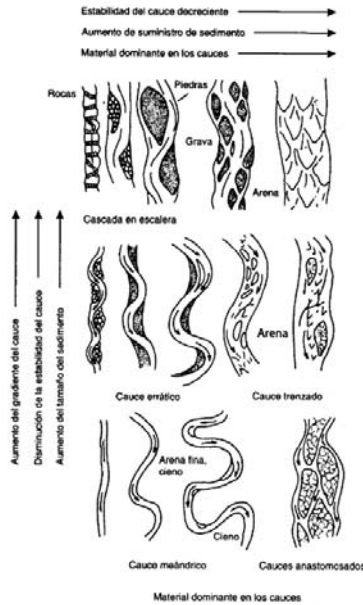 Estabilidad del cauce decreciente
Aumento de suministro de sedimento
Material dominante en los cauces
Rocas
Piedras
Grava
Arena
Cascada en escalera
Aumento del gradiente del cauce
Disminución de la estabilidad del cauce
Aumento del tamaño del sedimento
Arena
Cauce errático
Cauce trenzado
Arena fina,
cieno
Cieno
Cauce meándrico
Cauces anastomosados
Material dominante en los cauces